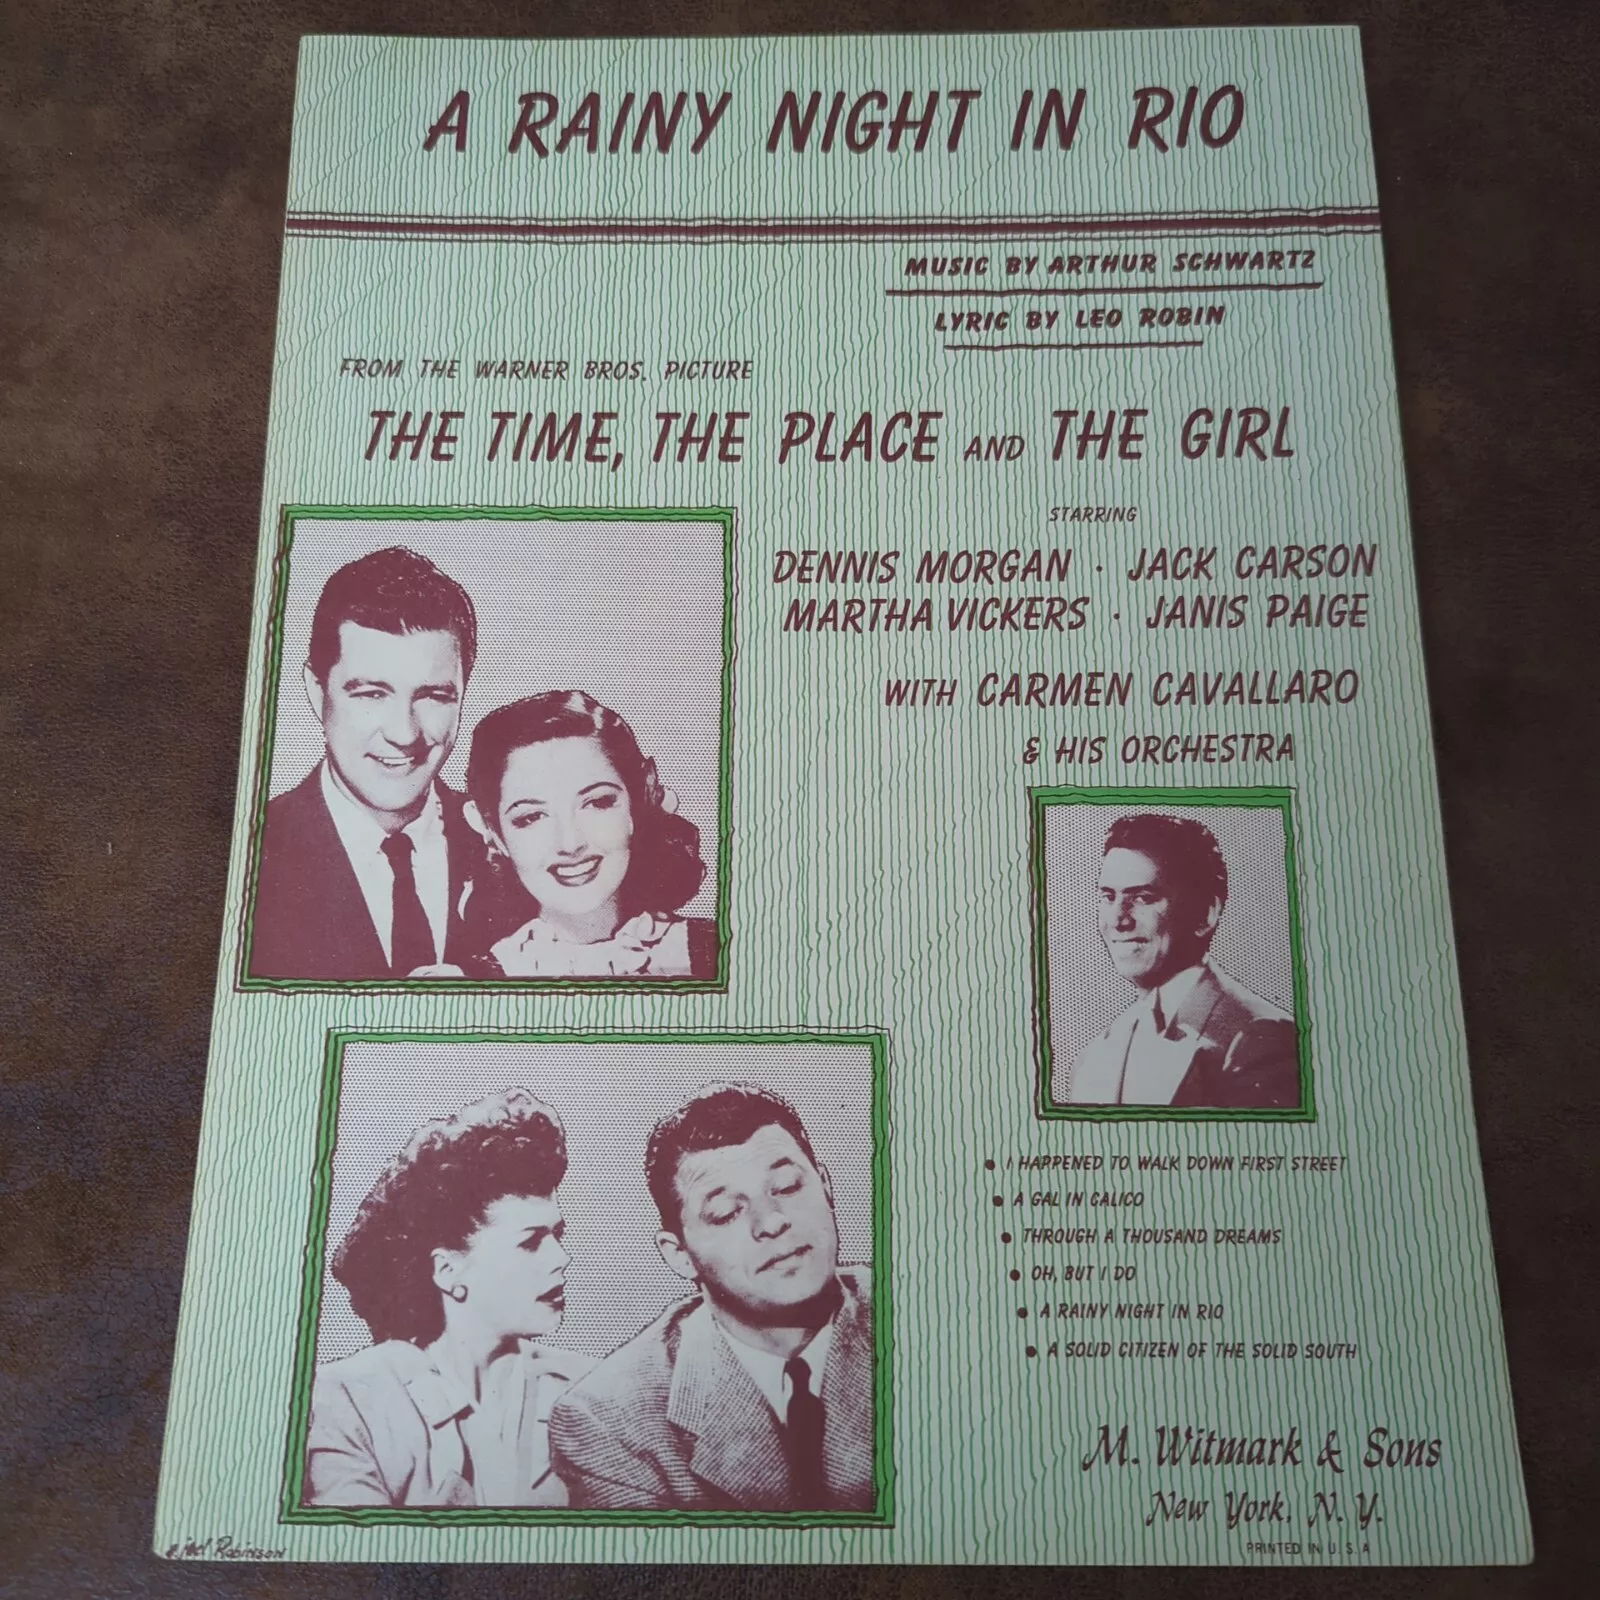 A RAINY NIGHT IN RIO
MUSIC BY ARTHUR SCHWARTZ
LYRIC BY LEO ROBIN
FROM THE WARNER BROS. PICTURE
THE TIME, THE PLACE AND THE GIRL
STARRING
DENNIS MORGAN · JACK CARSON
MARTHA VICKERS · JANIS PAIGE
WITH CARMEN CAVALLARO
& HIS ORCHESTRA
• I HAPPENED TO WALK DOWN FIRST STREET
• A GAL IN CALICO
• THROUGH A THOUSAND DREAMS
• OH, BUT I DO
• A RAINY NIGHT IN RIO
• A SOLID CITIZEN OF THE SOLID SOUTH
M. Witmark & Sons
New York, N. Y.
PRINTED IN U. S. A
Robinson